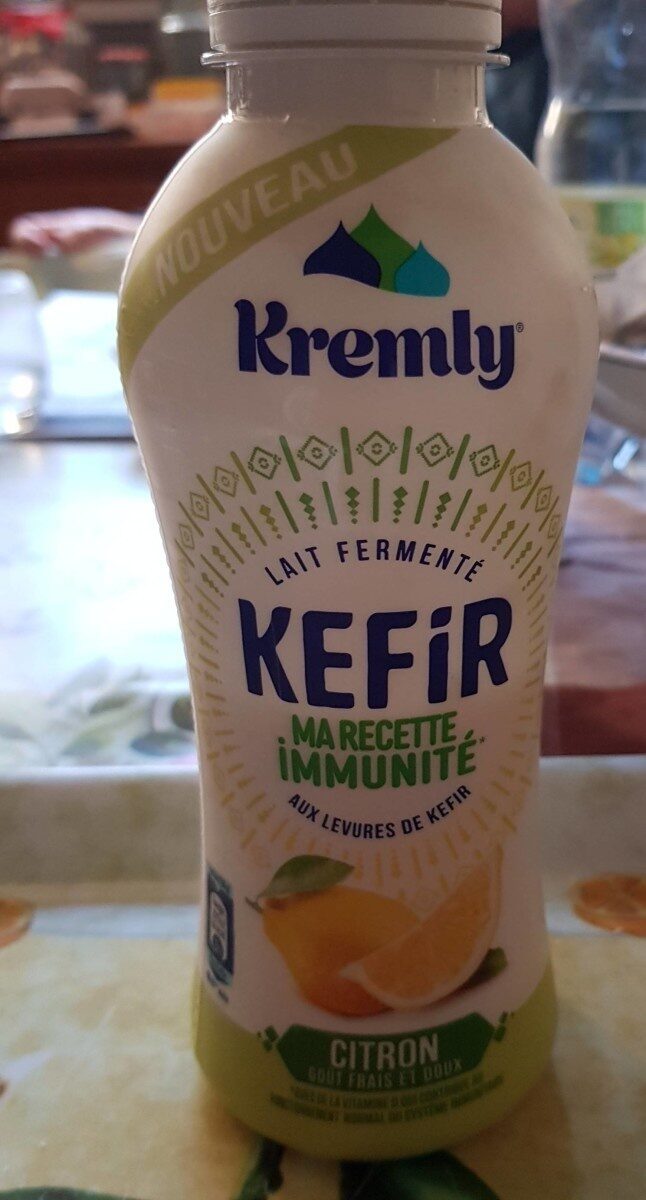 NOUVEAU
Kremly®
LAIT FERMENTÉ
KEFiR
MA RECETTE
iMMUNITÉ*
AUX LEVURES DE KEFIR
CITRON
GOÛT FRAIS ET DOUX